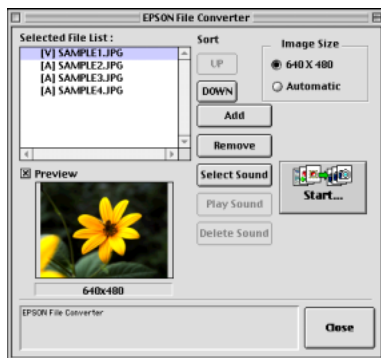 EPSON File Converter
Selected File List :
[V] SAMPLE1.JPG
[A] SAMPLE2.JPG
[A] SAMPLE3.JPG
[A] SAMPLE4.JPG
Sort
UP
DOWN
Image Size
640 X 480
Automatic
Add
Remove
Select Sound
Play Sound
Delete Sound
Start...
Preview
640x480
EPSON File Converter
Close